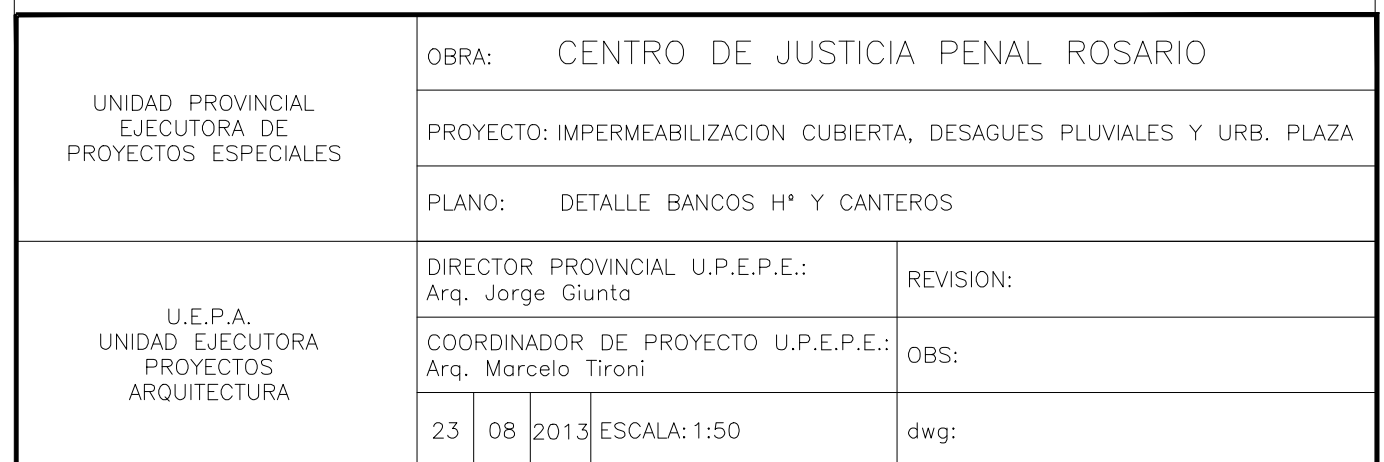 UNIDAD PROVINCIAL
EJECUTORA DE
PROYECTOS ESPECIALES
OBRA: CENTRO DE JUSTICIA PENAL ROSARIO
PROYECTO: IMPERMEABILIZACION CUBIERTA, DESAGUES PLUVIALES Y URB. PLAZA
PLANO: DETALLE BANCOS Hº Y CANTEROS
U.E.P.A.
UNIDAD EJECUTORA
PROYECTOS
ARQUITECTURA
DIRECTOR PROVINCIAL U.P.E.P.E.:
Arq. Jorge Giunta
REVISION:
COORDINADOR DE PROYECTO U.P.E.P.E.:
Arq. Marcelo Tironi
OBS:
23 08 2013 ESCALA: 1:50
dwg: